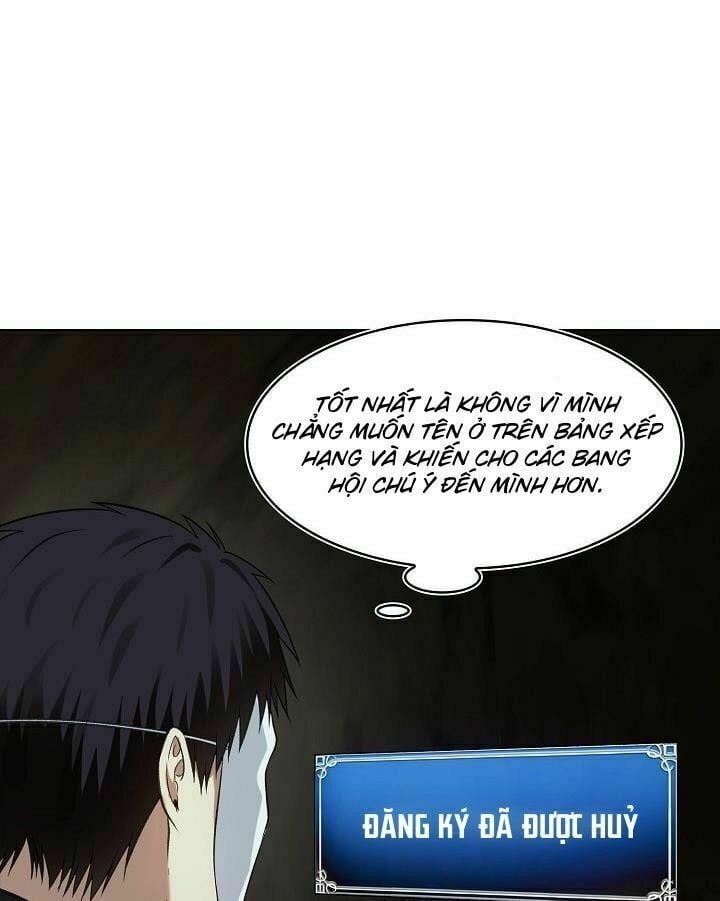 TỐT NHẤT LÀ KHÔNG VÌ MÌNH
CHẲNG MUỐN TÊN Ở TRÊN BẢNG XẾP
HẠNG VÀ KHIẾN CHO CÁC BANG
HỘI CHÚ Ý ĐẾN MÌNH HƠN.
ĐĂNG KÝ ĐÃ ĐƯỢC HUỶ